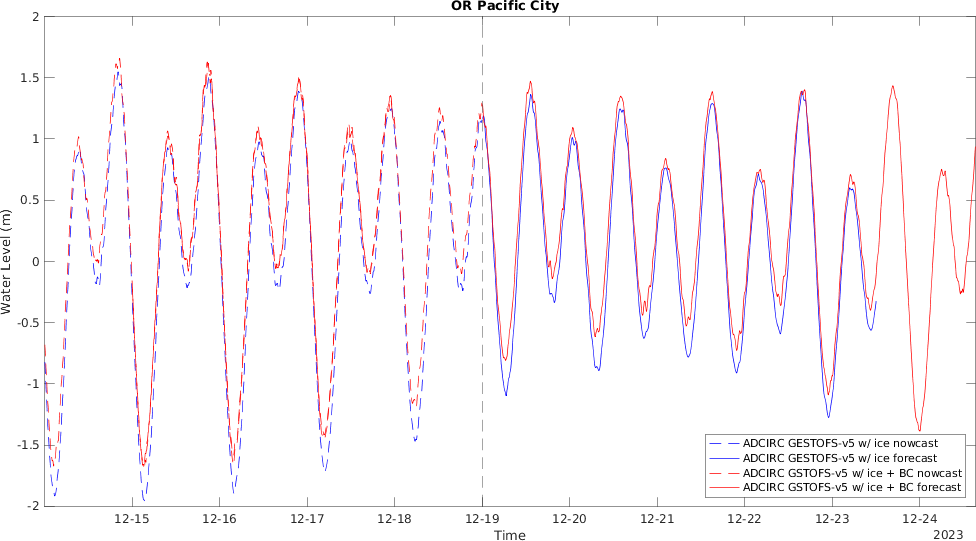 OR Pacific City
2
1.5
1
0.5
0
-0.5
-1
-1.5
-2
Water Level (m)
12-15 12-16 12-17 12-18 12-19 12-20 12-21 12-22 12-23 12-24
Time
2023
ADCIRC GESTOFS-v5 w/ ice nowcast
ADCIRC GESTOFS-v5 w/ ice forecast
ADCIRC GSTOFS-v5 w/ ice + BC nowcast
ADCIRC GSTOFS-v5 w/ ice + BC forecast